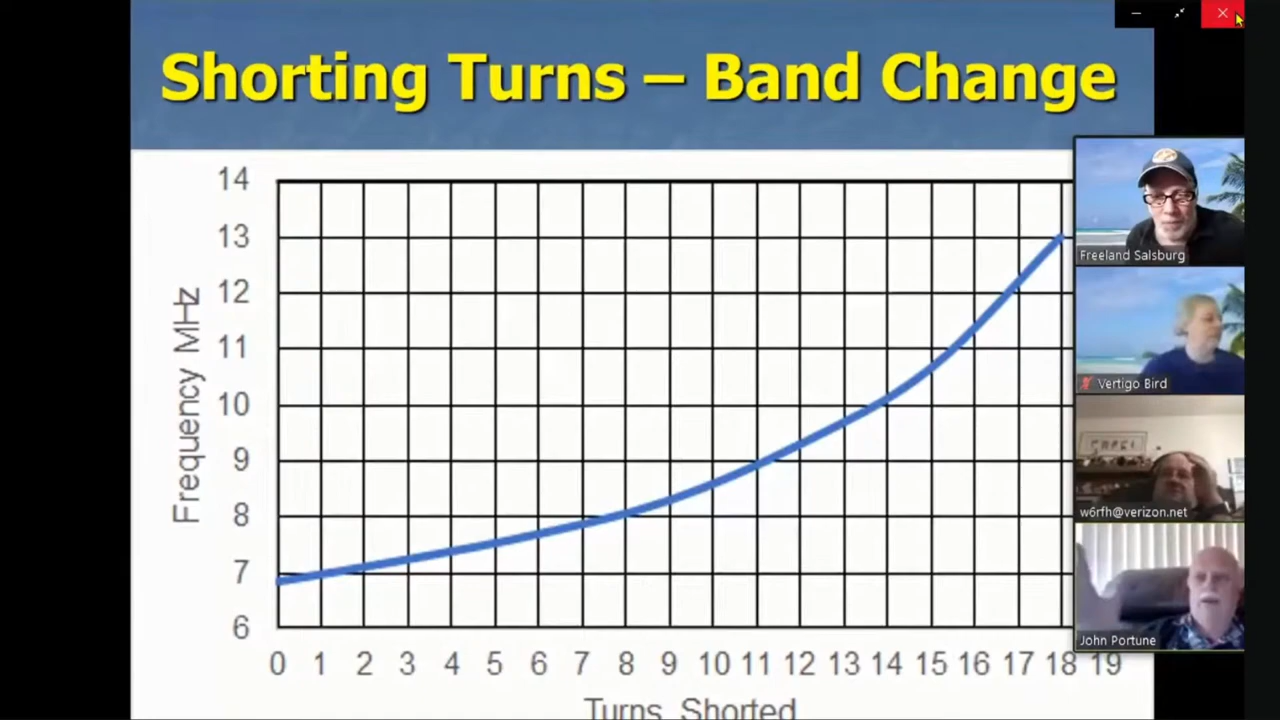 Shorting Turns – Band Change
14
13
12
11
10
9
8
7
6
Frequency MHz
0 1 2 3 4 5 6 7 8 9 10 11 12 13 14 15 16 17 18 19
Turns Shorted
Freeland Salsburg
Vertigo Bird
w6rfh@verizon.net
John Portune